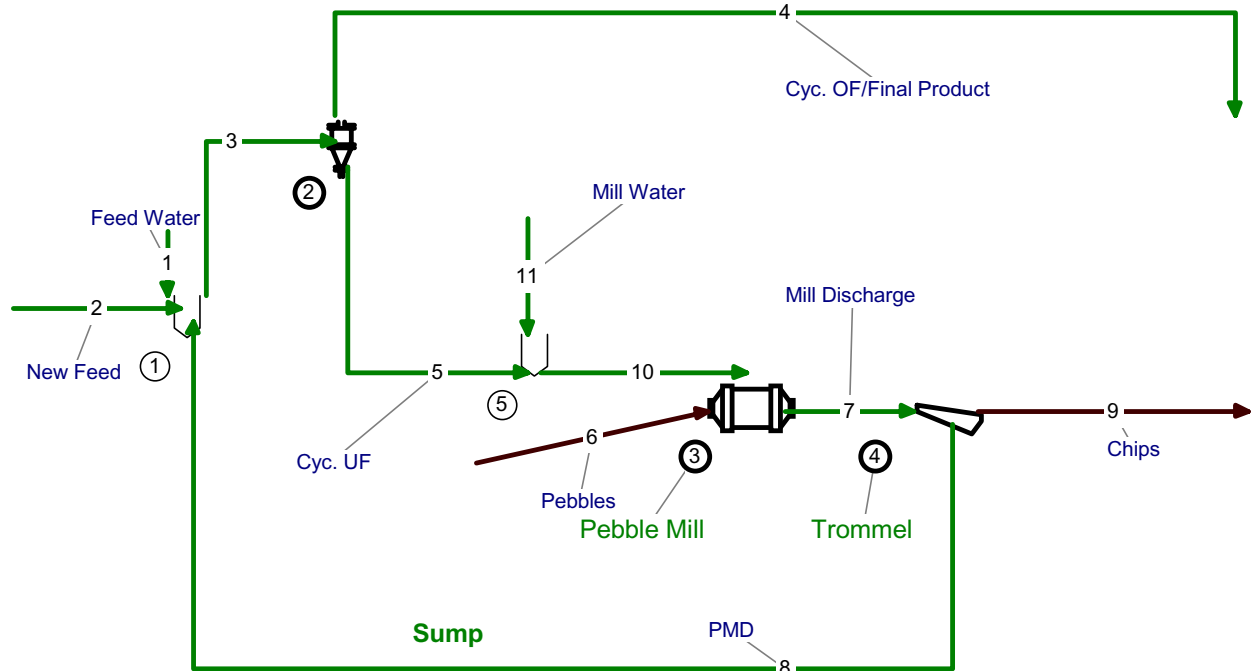 4
Cyc. OF/Final Product
3
2
Mill Water
Feed Water
1
11
2
Mill Discharge
New Feed
1
5
10
5
7
9
6
Cyc. UF
3
4
Chips
Pebbles
Pebble Mill
Trommel
Sump
PMD
8